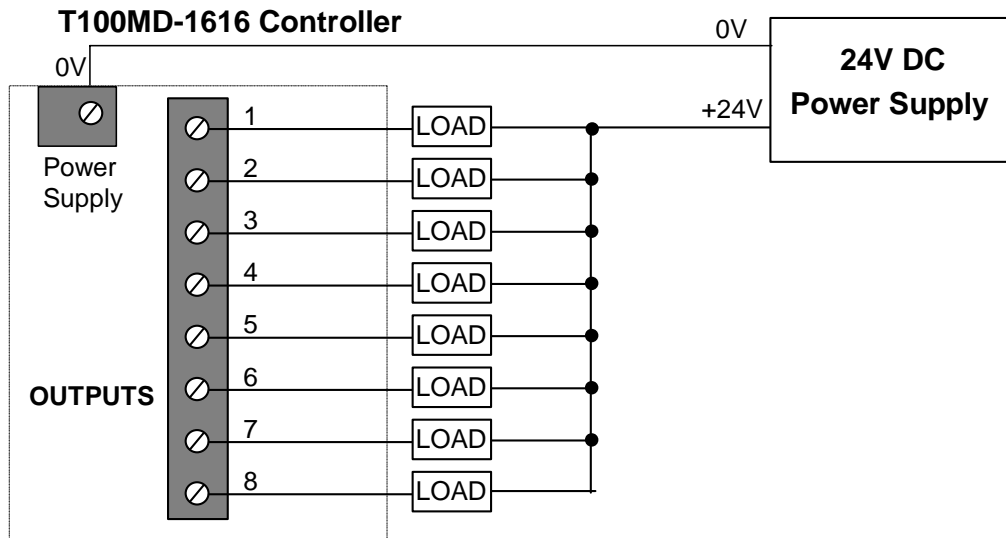 T100MD-1616 Controller
0V
0V
24V DC
Power Supply
+24V
Power
Supply
OUTPUTS
1
LOAD
2
LOAD
3
LOAD
4
LOAD
5
LOAD
6
LOAD
7
LOAD
8
LOAD